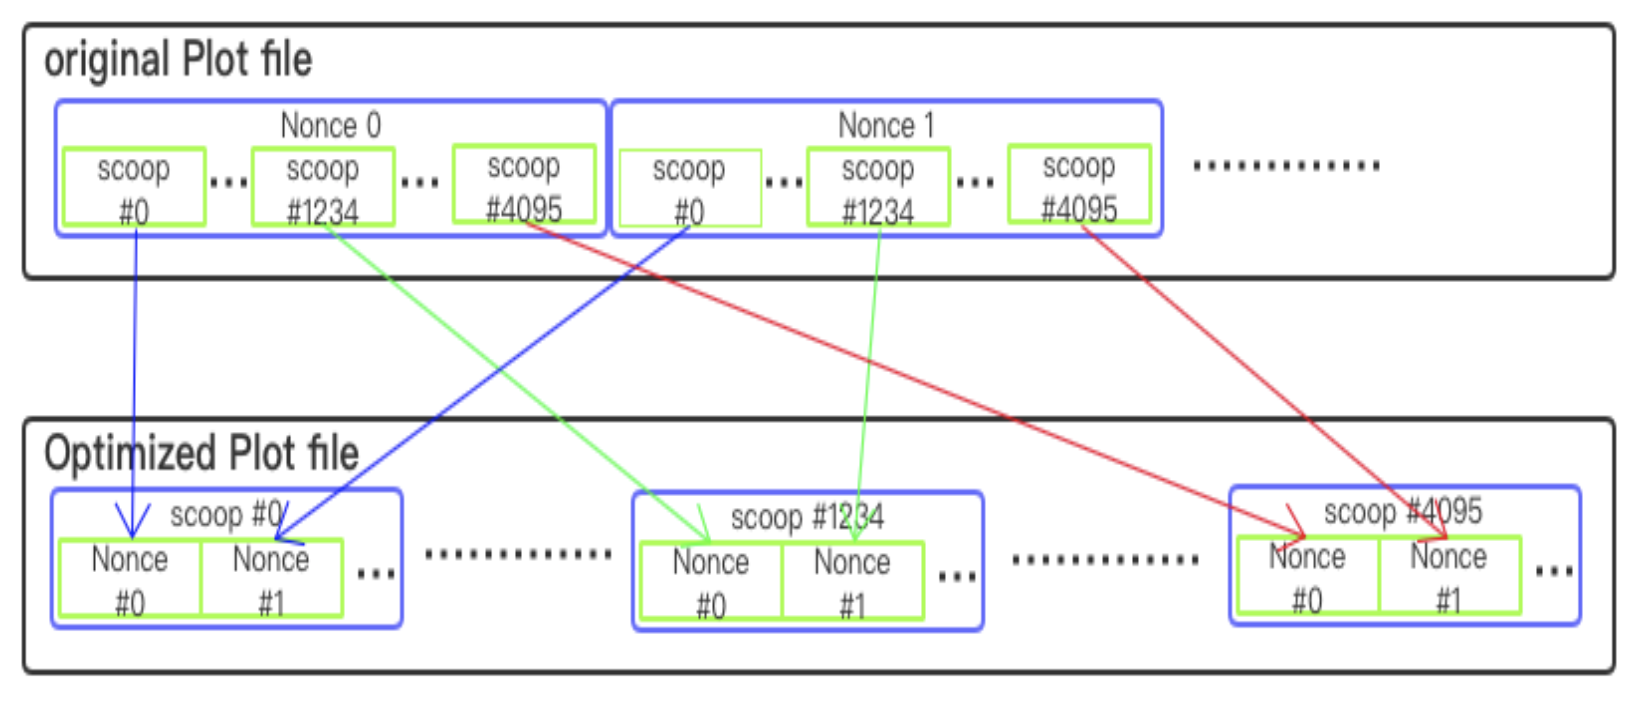 original Plot file
Nonce 0
Nonce 1
scoop #0
...
scoop #1234
...
scoop #4095
scoop #0
...
scoop #1234
...
scoop #4095
.............
Optimized Plot file
scoop #0
Nonce #0
Nonce #1
...
.............
scoop #1234
Nonce #0
Nonce #1
...
.............
scoop #4095
Nonce #0
Nonce #1
...